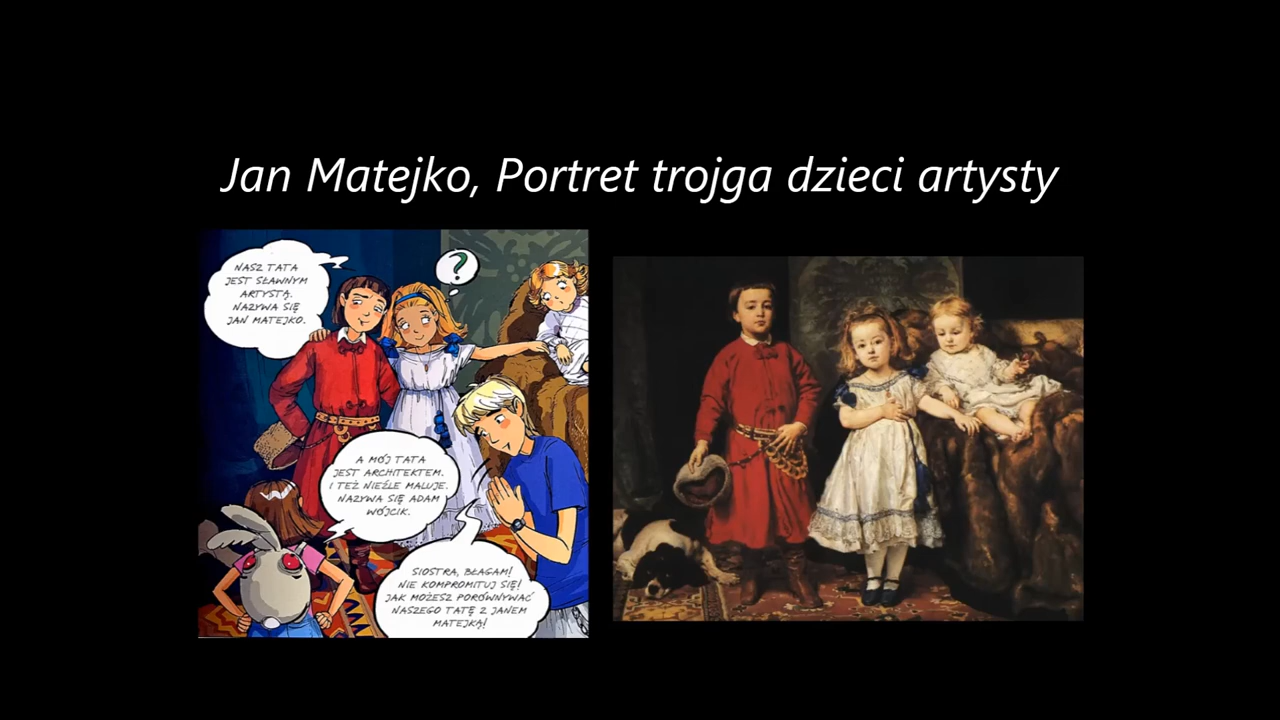 Jan Matejko, Portret trojga dzieci artysty
NASZ TATA
JEST SŁAWNYM
ARTYSTĄ.
NAZYWA SIĘ
JAN MATEJKO.
?
A MÓJ TATA
JEST ARCHITEKTEM.
I TEŻ NIEŹLE MALUJE.
NAZYWA SIĘ ADAM
WÓJCIK.
SIOSTRA, BŁAGAM!
NIE KOMPROMITUJ SIĘ!
JAK MOŻESZ PORÓWNYWAĆ
NASZEGO TATĘ Z JANEM
MATEJKĄ!